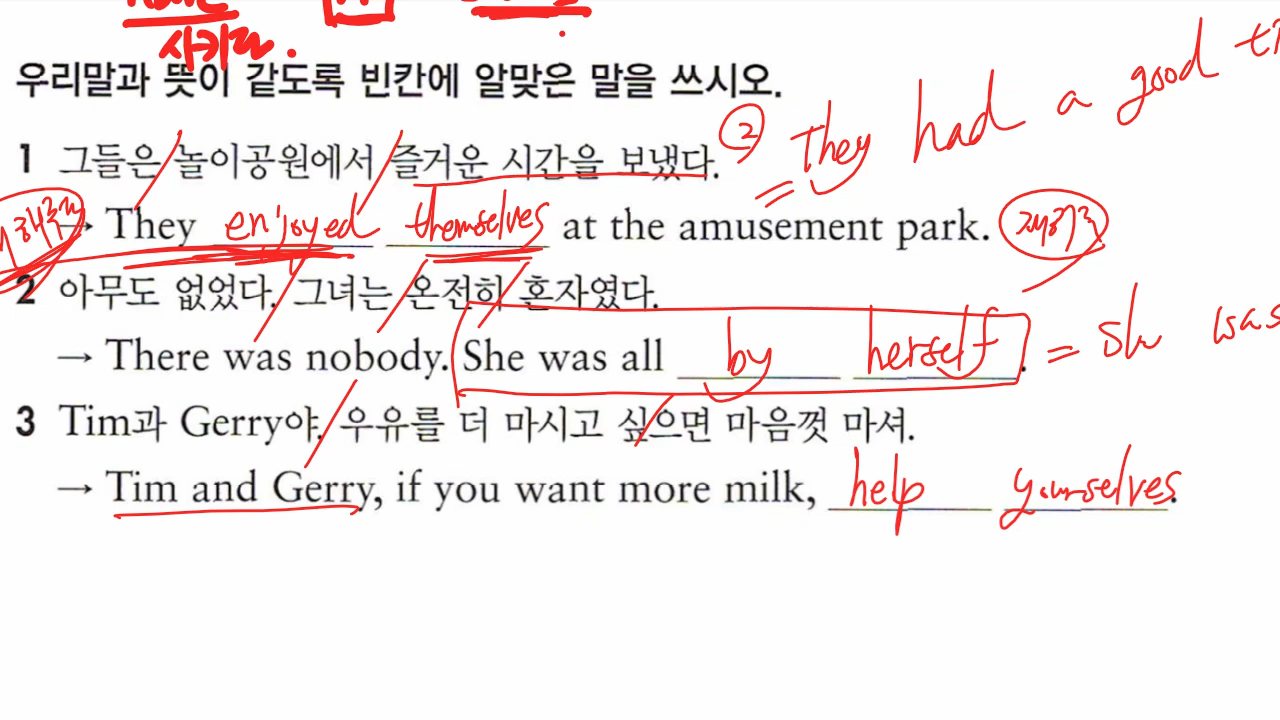 사키다.
우리말과 뜻이 같도록 빈칸에 알맞은 말을 쓰시오.
② = They had a good
1 그들은 놀이공원에서 즐거운 시간을 보냈다.
→ They enjoyed themselves at the amusement park. 재귀
2 아무도 없었다. 그녀는 온전히 혼자였다.
→ There was nobody. She was all by herself. = She was
3 Tim과 Gerry야, 우유를 더 마시고 싶으면 마음껏 마셔.
→ Tim and Gerry, if you want more milk, help yourselves.